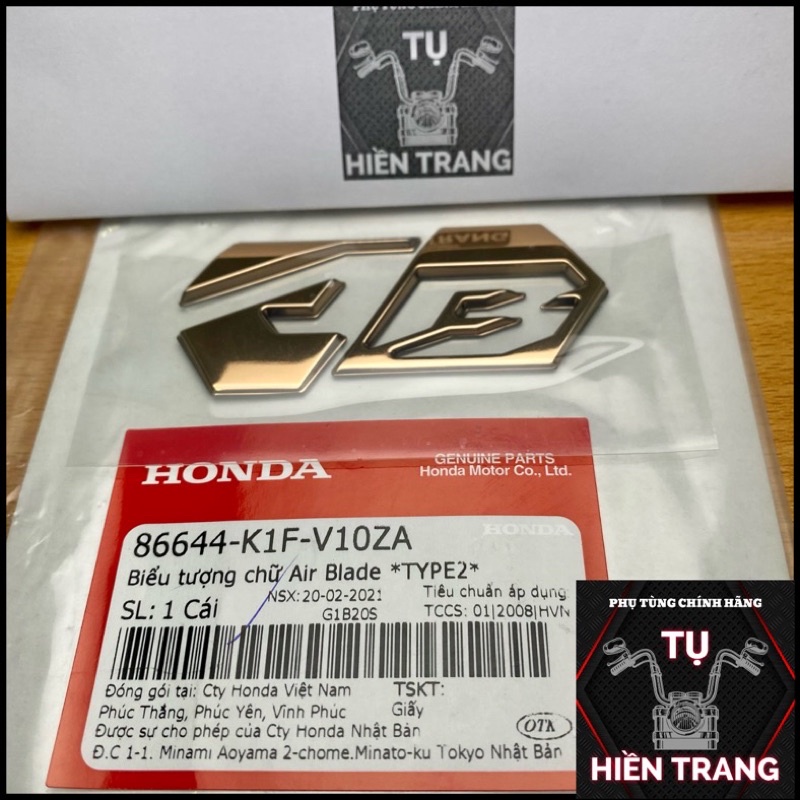 PHỤ TÙNG CHÍNH HÃNG
TỤ
HIỀN TRANG
HONDA
GENUINE PARTS
Honda Motor Co., Ltd.
86644-K1F-V10ZA
Biểu tượng chữ Air Blade *TYPE2*
NSX: 20-02-2021
Tiêu chuẩn áp dụng
SL: 1 Cái
G1B20S
TCCS: 01|2008|HVN
Đóng gói tại: Cty Honda Việt Nam
TSKT:
Phúc Thắng, Phúc Yên, Vĩnh Phúc
Giấy
Được sự cho phép của Cty Honda Nhật Bản
OTK
Đ.C 1-1. Minami Aoyama 2-chome.Minato-ku Tokyo Nhật Bản
PHỤ TÙNG CHÍNH HÃNG
TỤ
HIỀN TRANG